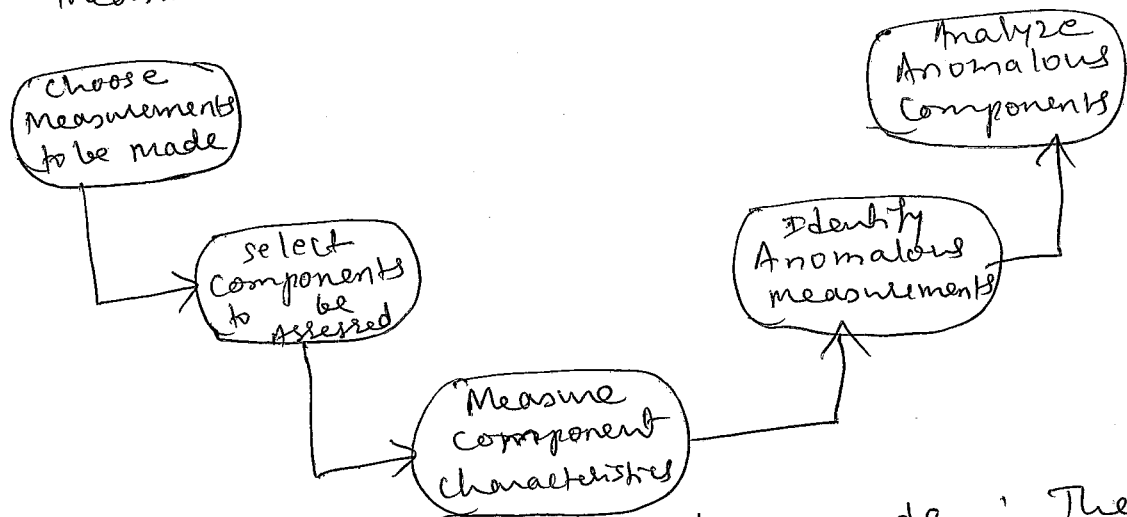 Choose
Measurements
to be made
select
components
to be
Assessed
Measure
component
characteristics
Identify
Anomalous
measurements
Analyze
Anomalous
Components
The